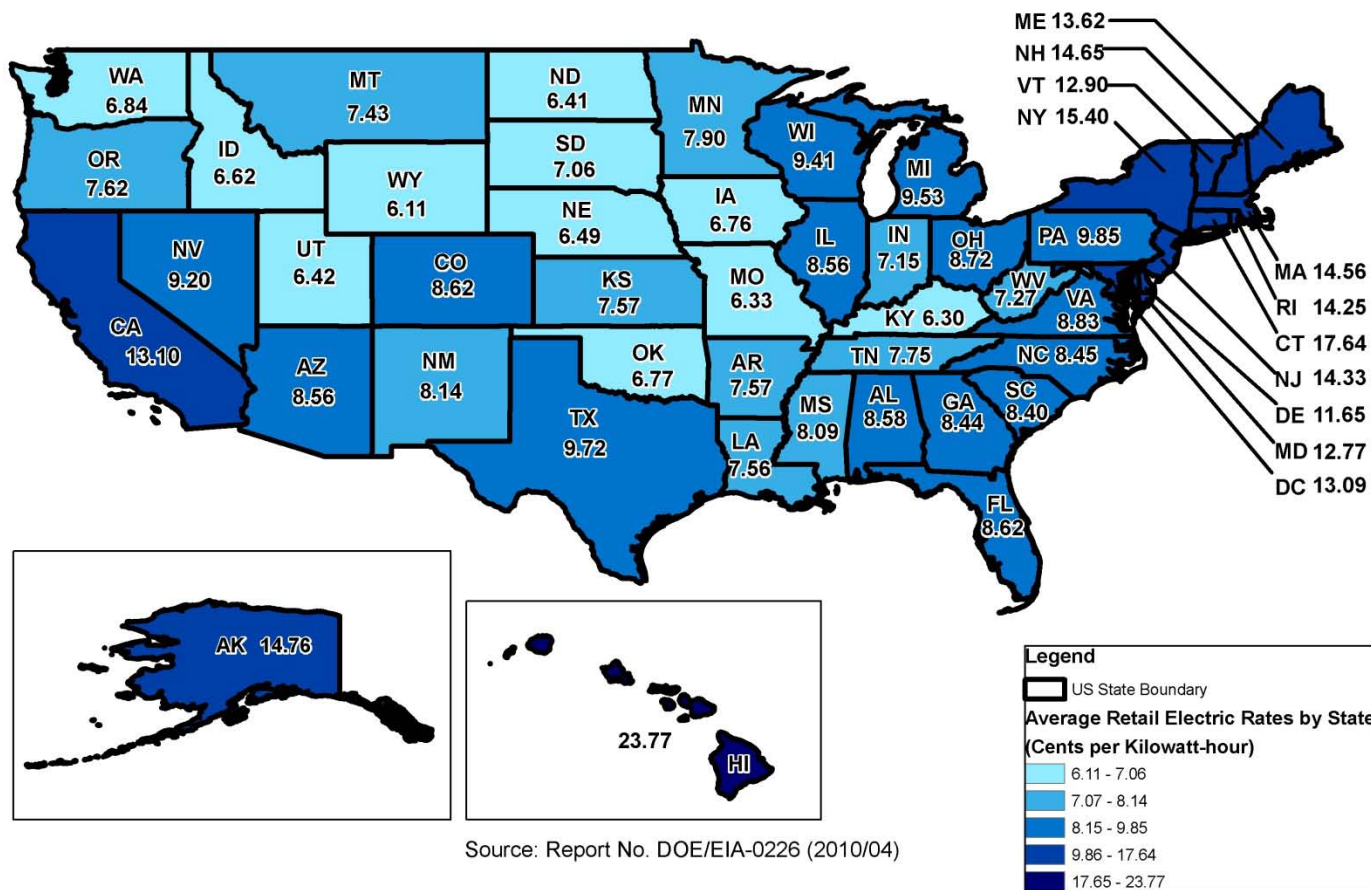 ME 13.62
NH 14.65
VT 12.90
NY 15.40
WA
6.84
MT
7.43
ND
6.41
MN
7.90
OR
7.62
ID
6.62
WY
6.11
SD
7.06
WI
9.41
MI
9.53
NE
6.49
IA
6.76
NV
9.20
UT
6.42
CO
8.62
KS
7.57
MO
6.33
IL
8.56
IN
7.15
OH
8.72
PA 9.85
WV
7.27
VA
8.83
KY 6.30
CA
13.10
AZ
8.56
NM
8.14
OK
6.77
AR
7.57
TN 7.75
NC 8.45
SC
8.40
TX
9.72
LA
7.56
MS
8.09
AL
8.58
GA
8.44
FL
8.62
MA 14.56
RI 14.25
CT 17.64
NJ 14.33
DE 11.65
MD 12.77
DC 13.09
AK 14.76
23.77
HI
Legend
US State Boundary
Average Retail Electric Rates by State
(Cents per Kilowatt-hour)
6.11 - 7.06
7.07 - 8.14
8.15 - 9.85
9.86 - 17.64
17.65 - 23.77
Source: Report No. DOE/EIA-0226 (2010/04)